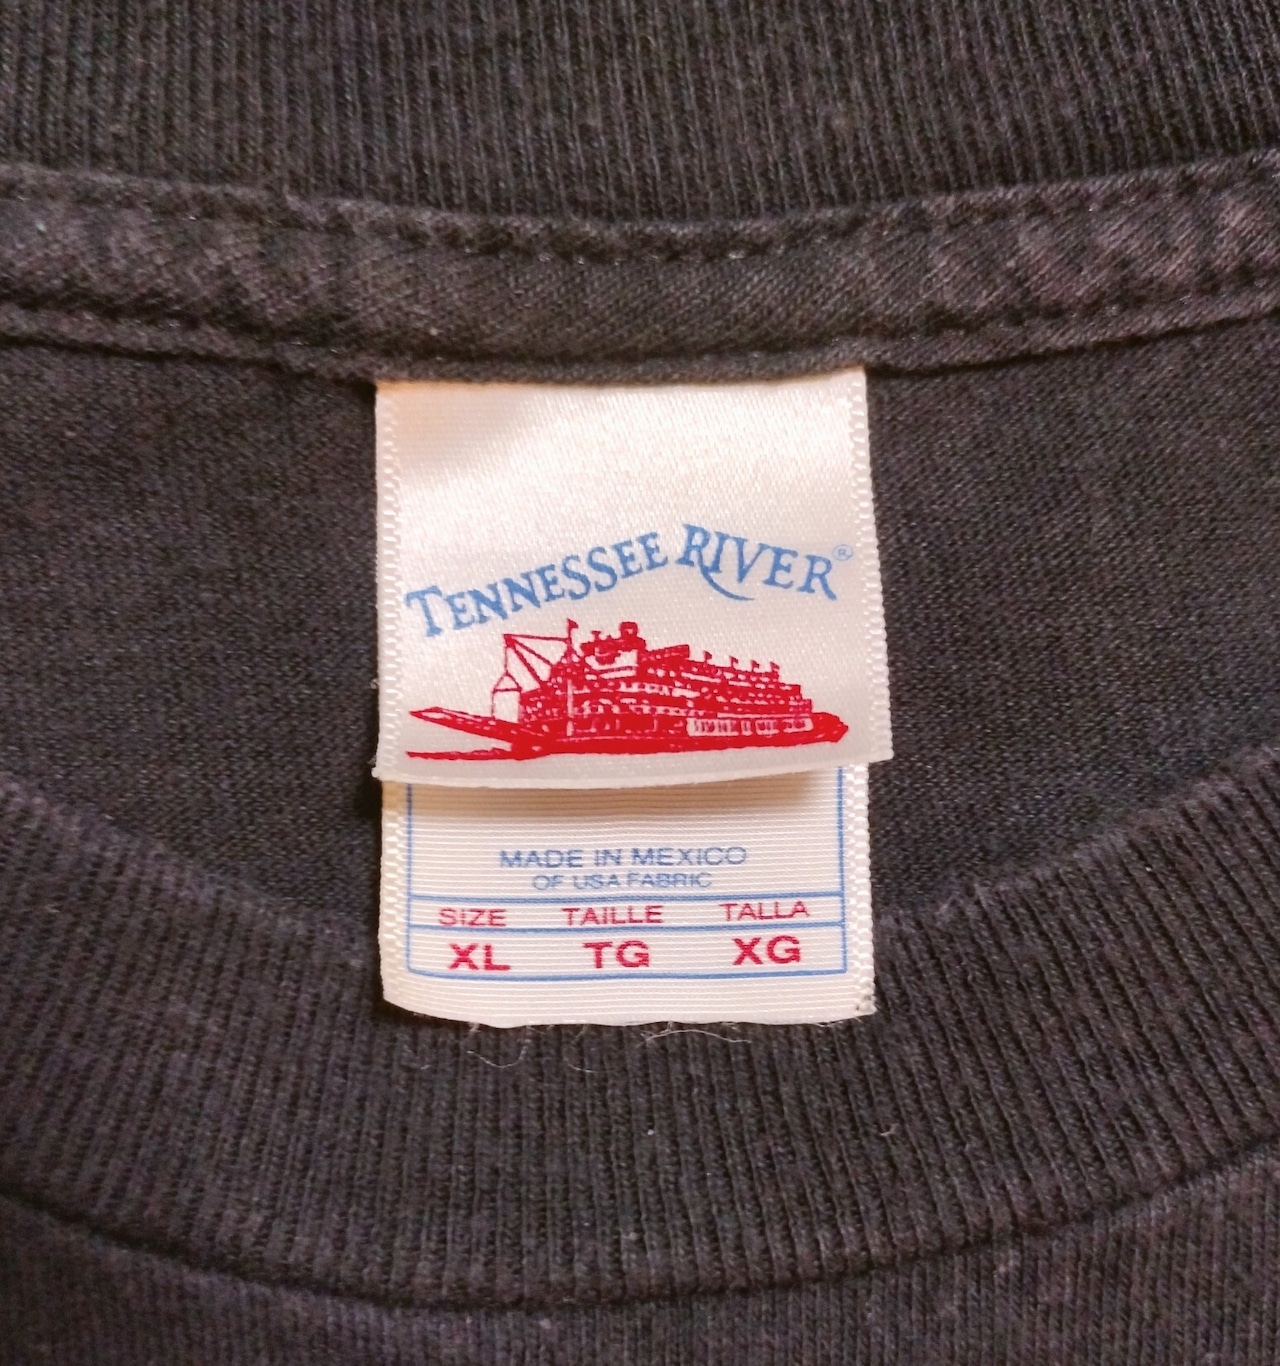 TENNESSEE RIVER®
MADE IN MEXICO
OF USA FABRIC
SIZE TAILLE TALLA
XL TG XG